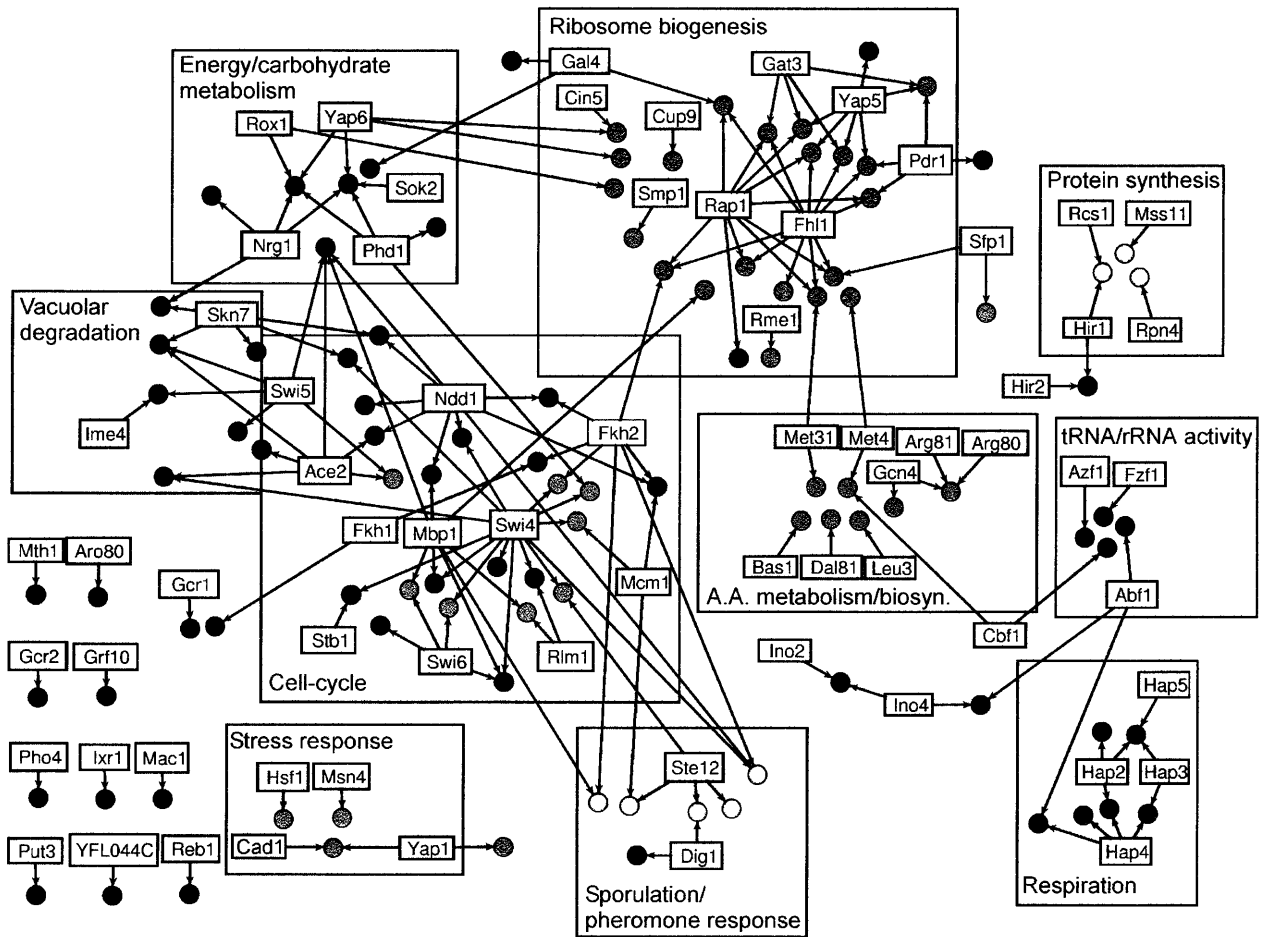 Ribosome biogenesis
Energy/carbohydrate
metabolism
Gal4
Gat3
Cin5
Yap5
Rox1
Yap6
Cup9
Pdr1
Sok2
Smp1
Rap1
Fhl1
Nrg1
Phd1
Sfp1
Rme1
Protein synthesis
Rcs1
Mss11
Hir1
Rpn4
Hir2
Vacuolar
degradation
Skn7
Swi5
Ime4
Ace2
Ndd1
Fkh2
Fkh1
Mbp1
Swi4
Mcm1
Stb1
Swi6
Rlm1
Cell-cycle
Met31
Met4
Arg81
Arg80
Gcn4
Bas1
Dal81
Leu3
A.A. metabolism/biosyn.
tRNA/rRNA activity
Azf1
Fzf1
Abf1
Cbf1
Mth1
Aro80
Gcr1
Gcr2
Grf10
Pho4
Ixr1
Mac1
Put3
YFL044C
Reb1
Ino2
Ino4
Stress response
Hsf1
Msn4
Cad1
Yap1
Ste12
Dig1
Sporulation/
pheromone response
Hap5
Hap2
Hap3
Hap4
Respiration